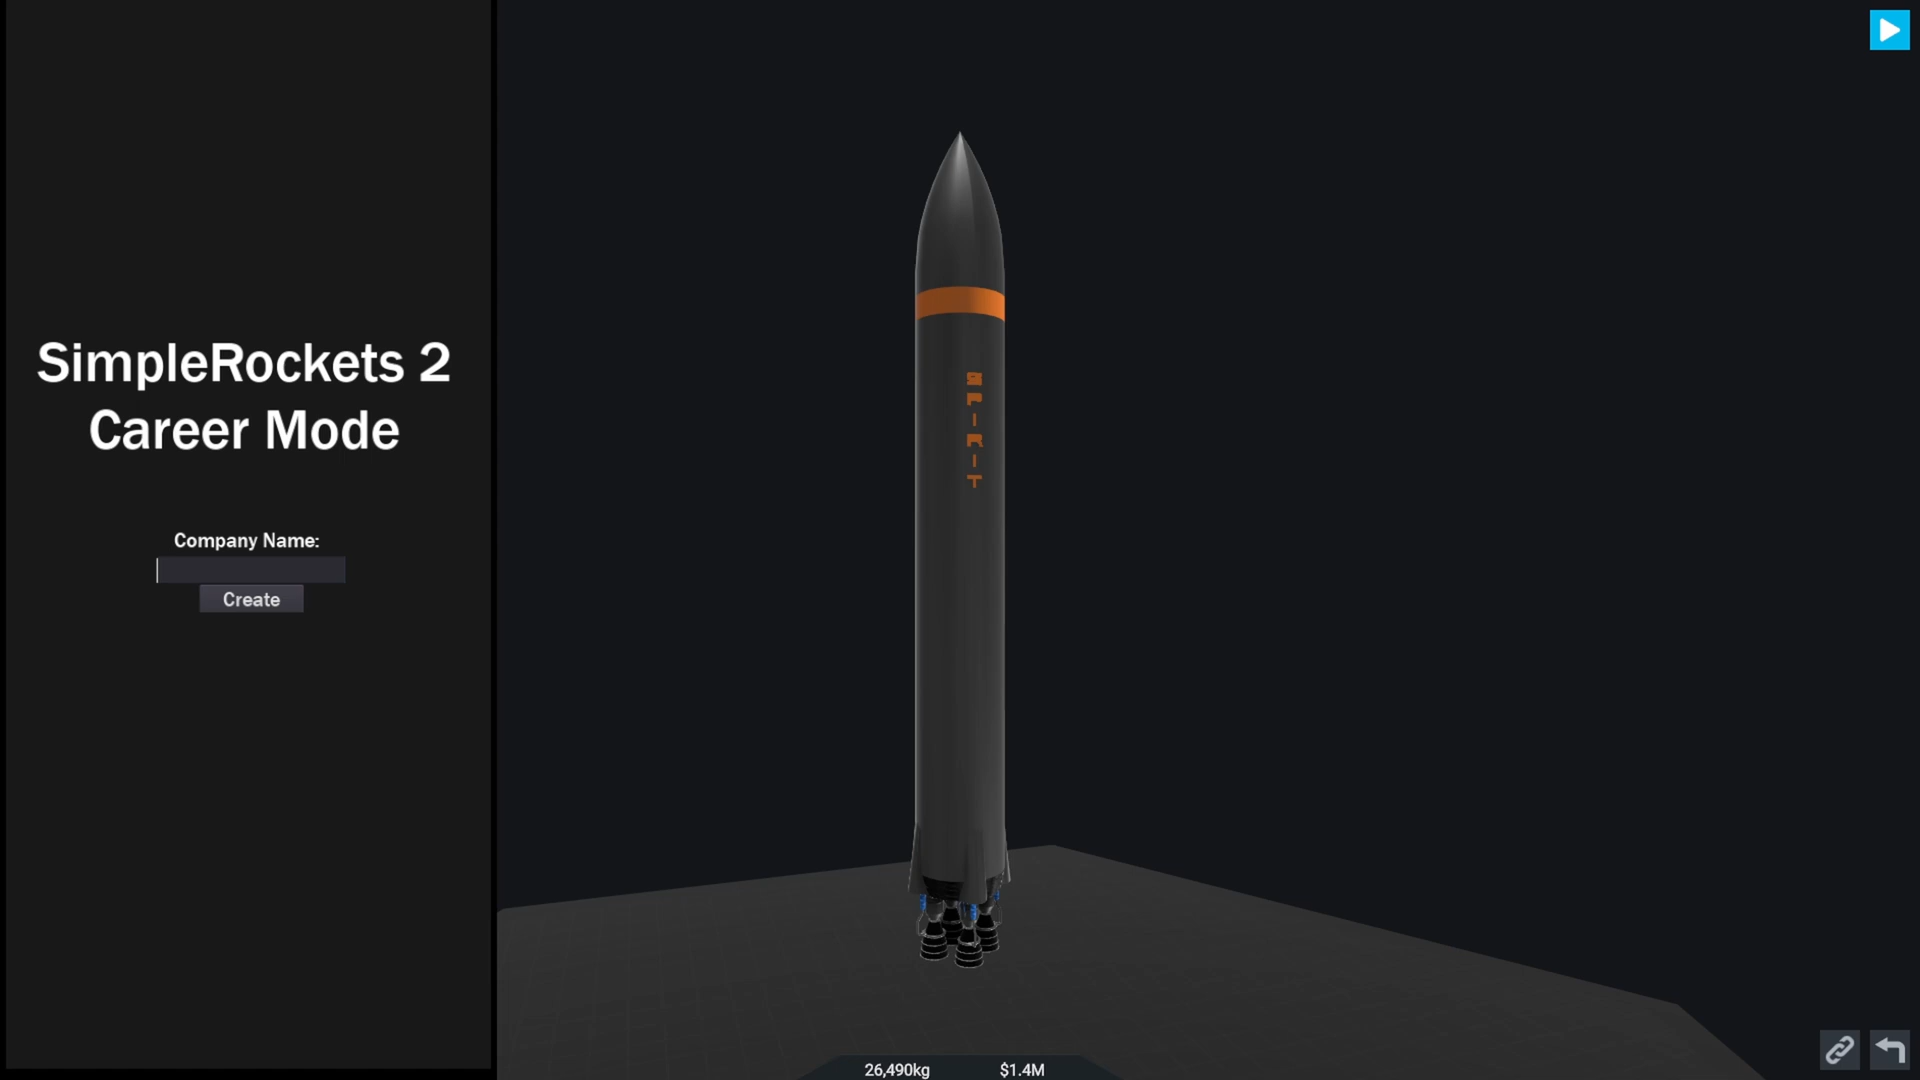 SimpleRockets 2
Career Mode
Company Name:
Create
SPIRIT
26,490kg
$1.4M